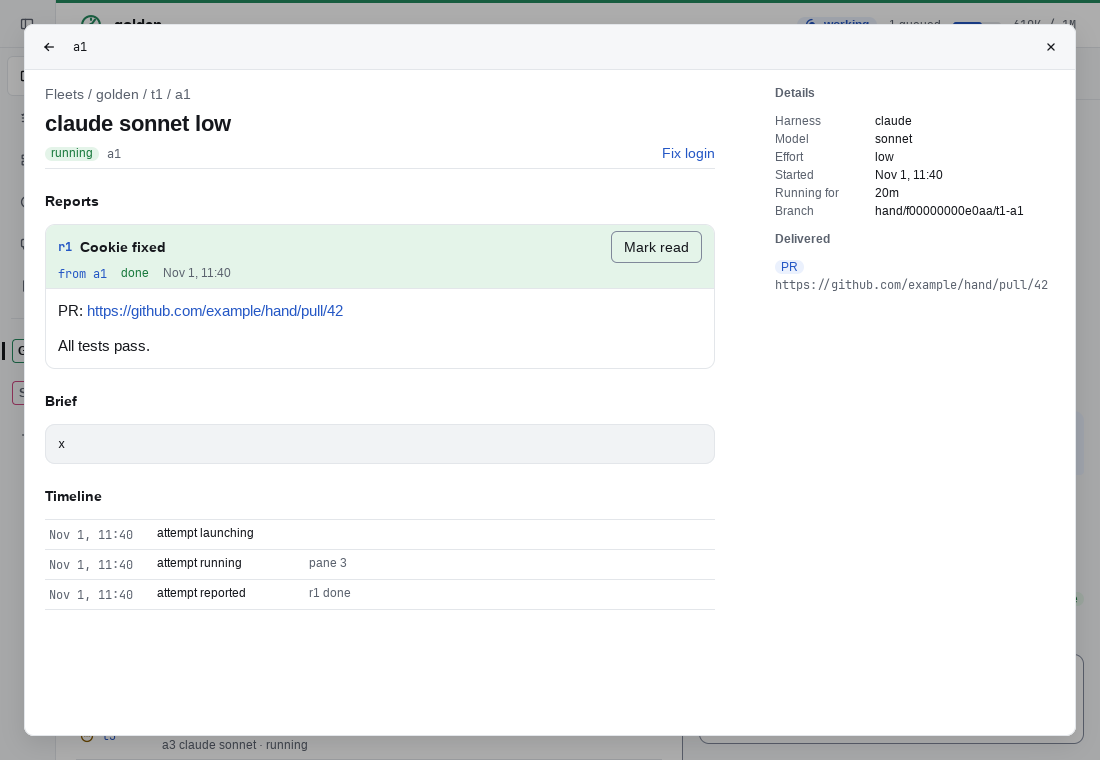 a1
Fleets / golden / t1 / a1
claude sonnet low
running a1 Fix login
Reports
r1 Cookie fixed Mark read
from a1 done Nov 1, 11:40
PR: https://github.com/example/hand/pull/42
All tests pass.
Brief
x
Timeline
Nov 1, 11:40 attempt launching
Nov 1, 11:40 attempt running pane 3
Nov 1, 11:40 attempt reported r1 done
Details
Harness claude
Model sonnet
Effort low
Started Nov 1, 11:40
Running for 20m
Branch hand/f00000000e0aa/t1-a1
Delivered
PR
https://github.com/example/hand/pull/42
a3 claude sonnet · running